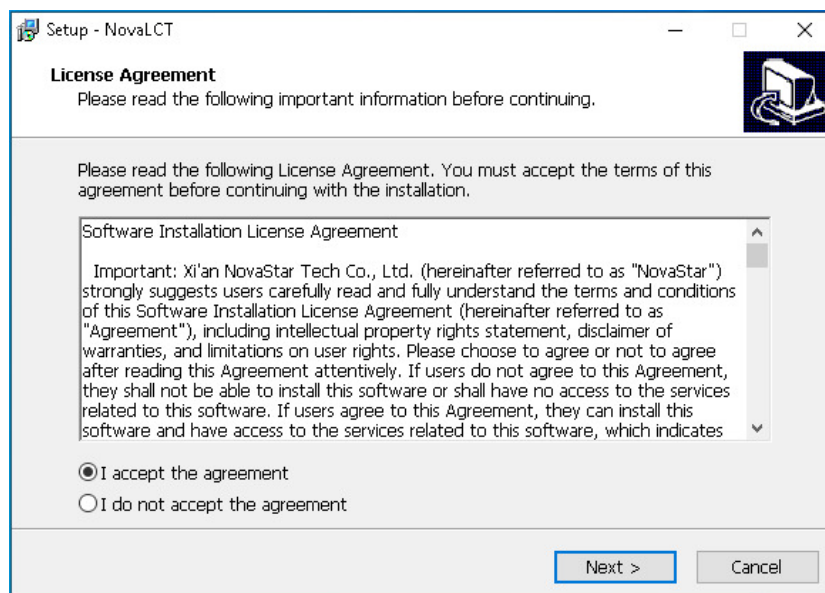 Setup - NovaLCT
License Agreement
Please read the following important information before continuing.
Please read the following License Agreement. You must accept the terms of this
agreement before continuing with the installation.
Software Installation License Agreement
Important: Xi'an NovaStar Tech Co., Ltd. (hereinafter referred to as "NovaStar")
strongly suggests users carefully read and fully understand the terms and conditions
of this Software Installation License Agreement (hereinafter referred to as
"Agreement"), including intellectual property rights statement, disclaimer of
warranties, and limitations on user rights. Please choose to agree or not to agree
after reading this Agreement attentively. If users do not agree to this Agreement,
they shall not be able to install this software or shall have no access to the services
related to this software. If users agree to this Agreement, they can install this
software and have access to the services related to this software, which indicates
I accept the agreement
I do not accept the agreement
Next >
Cancel